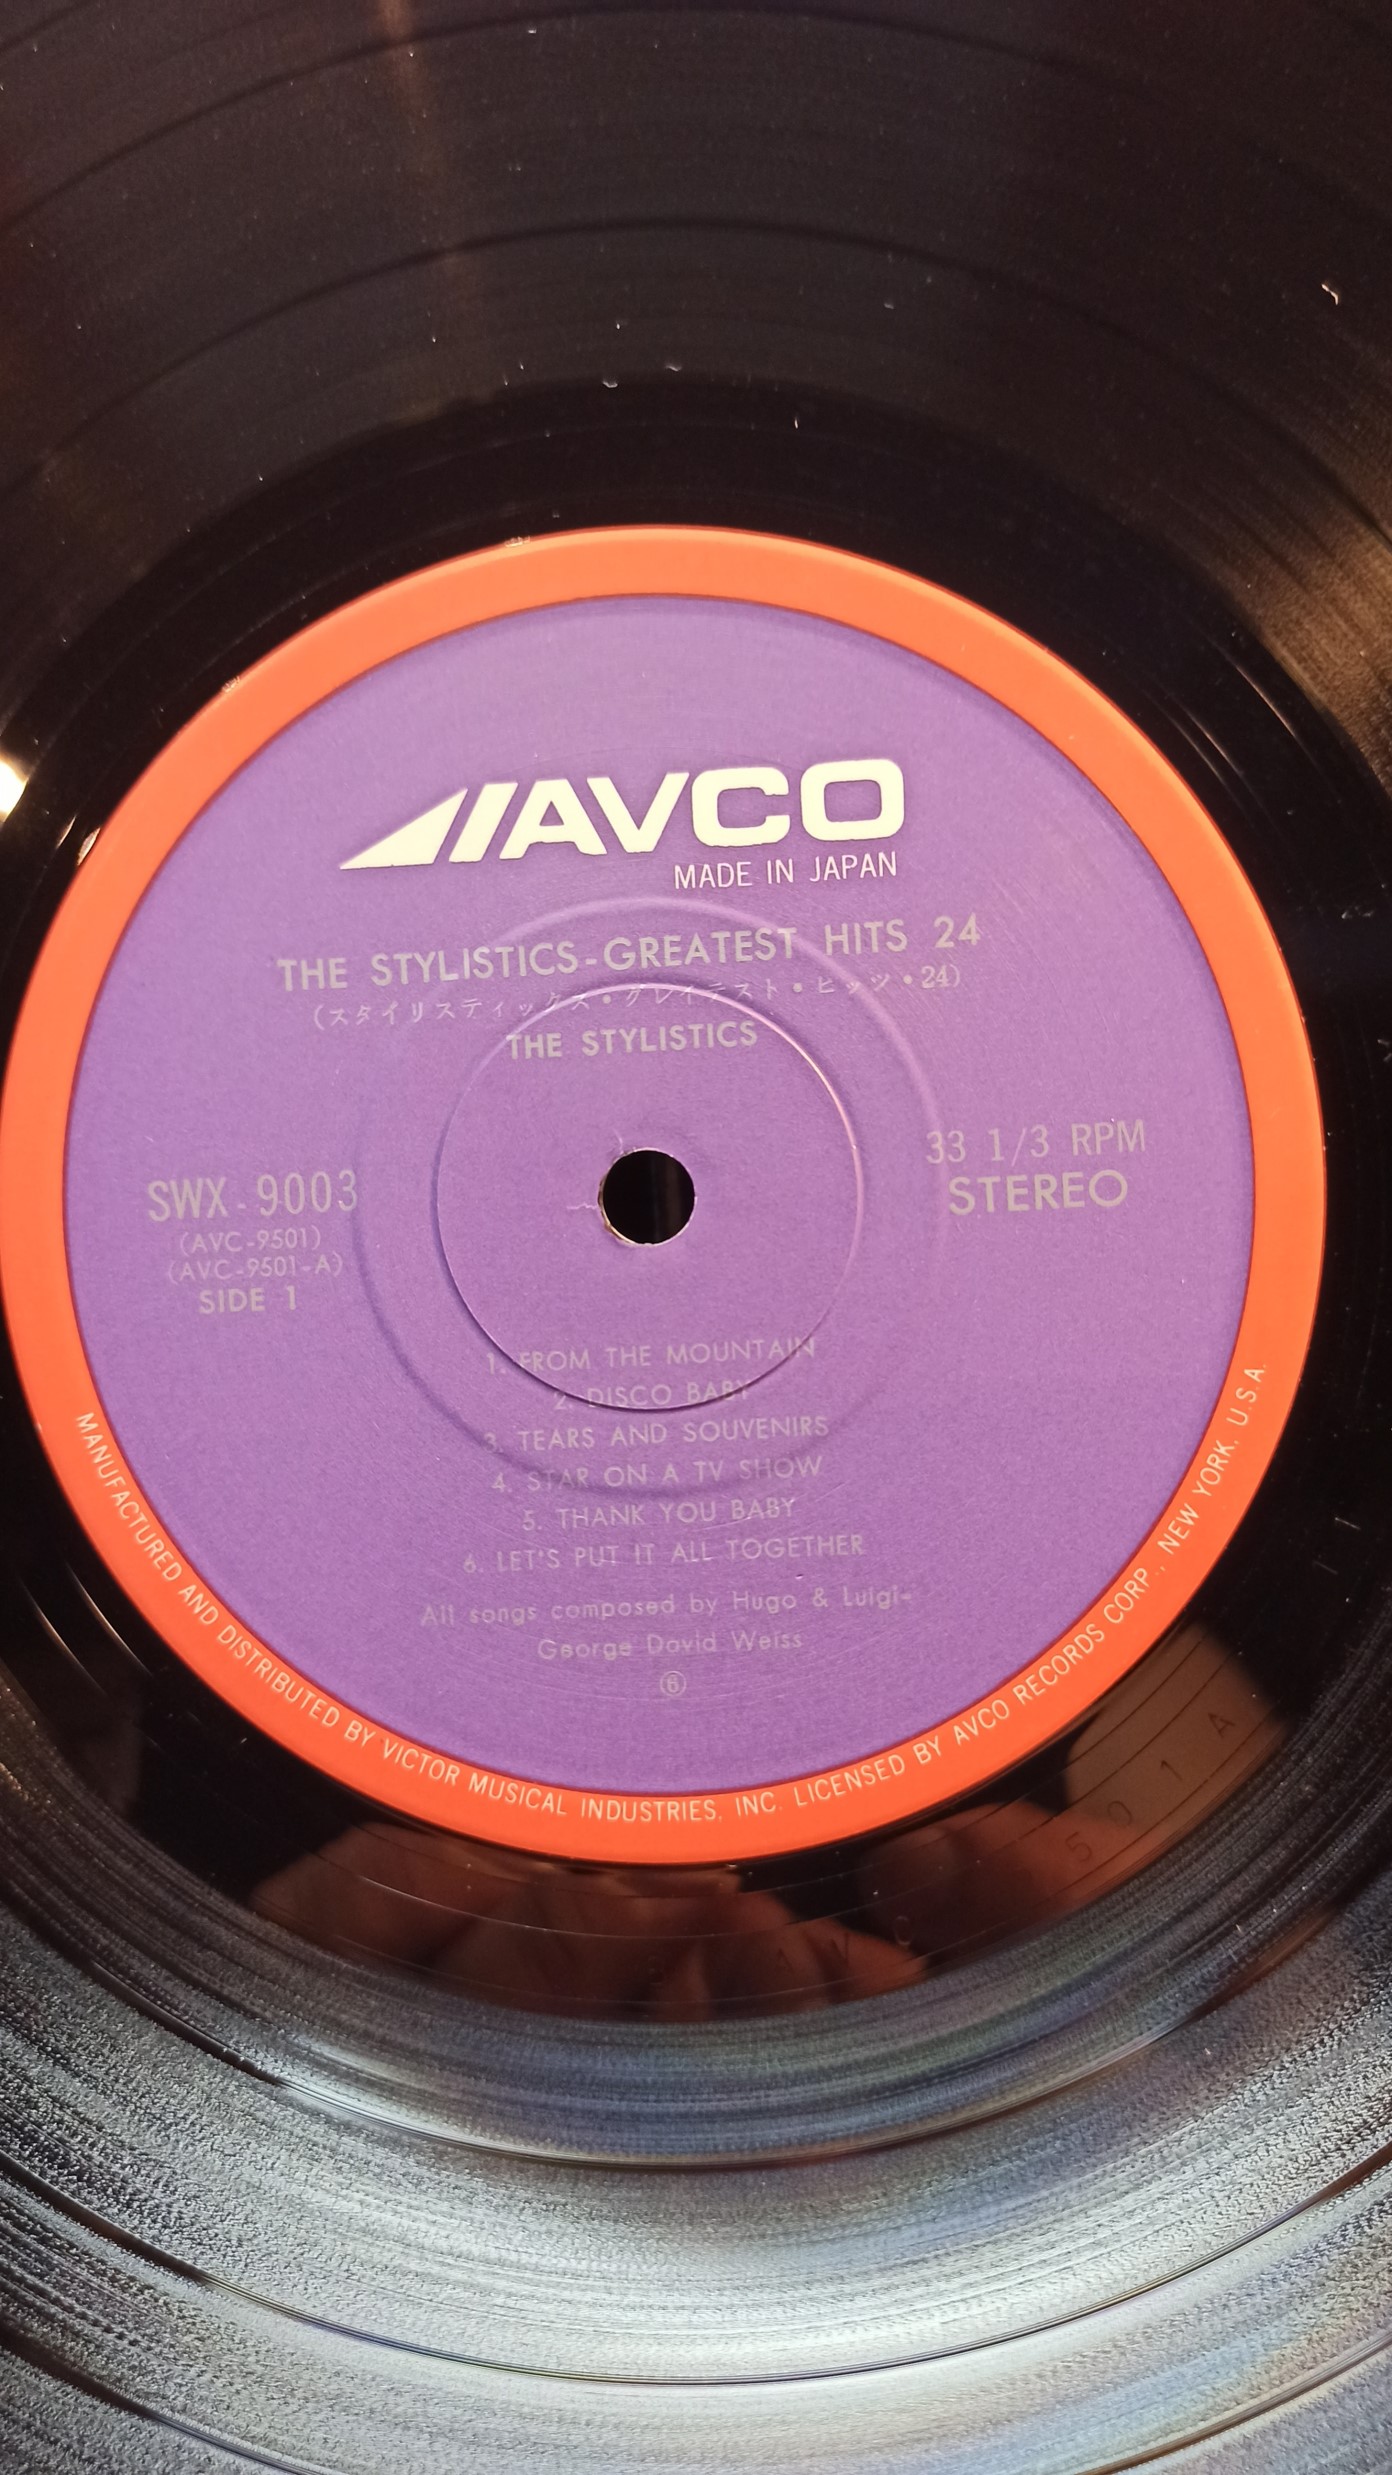 AVCO
MADE IN JAPAN
THE STYLISTICS-GREATEST HITS 24
(スタイリスティックス・グレイテスト・ヒッツ・24)
THE STYLISTICS
33 1/3 RPM
STEREO
SWX-9003
(AVC-9501)
(AVC-9501-A)
SIDE 1
1. FROM THE MOUNTAIN
2. DISCO BABY
3. TEARS AND SOUVENIRS
4. STAR ON A TV SHOW
5. THANK YOU BABY
6. LET'S PUT IT ALL TOGETHER
All songs composed by Hugo & Luigi-
George David Weiss
⑥
MANUFACTURED AND DISTRIBUTED BY VICTOR MUSICAL INDUSTRIES, INC. LICENSED BY AVCO RECORDS CORP., NEW YORK, U.S.A.